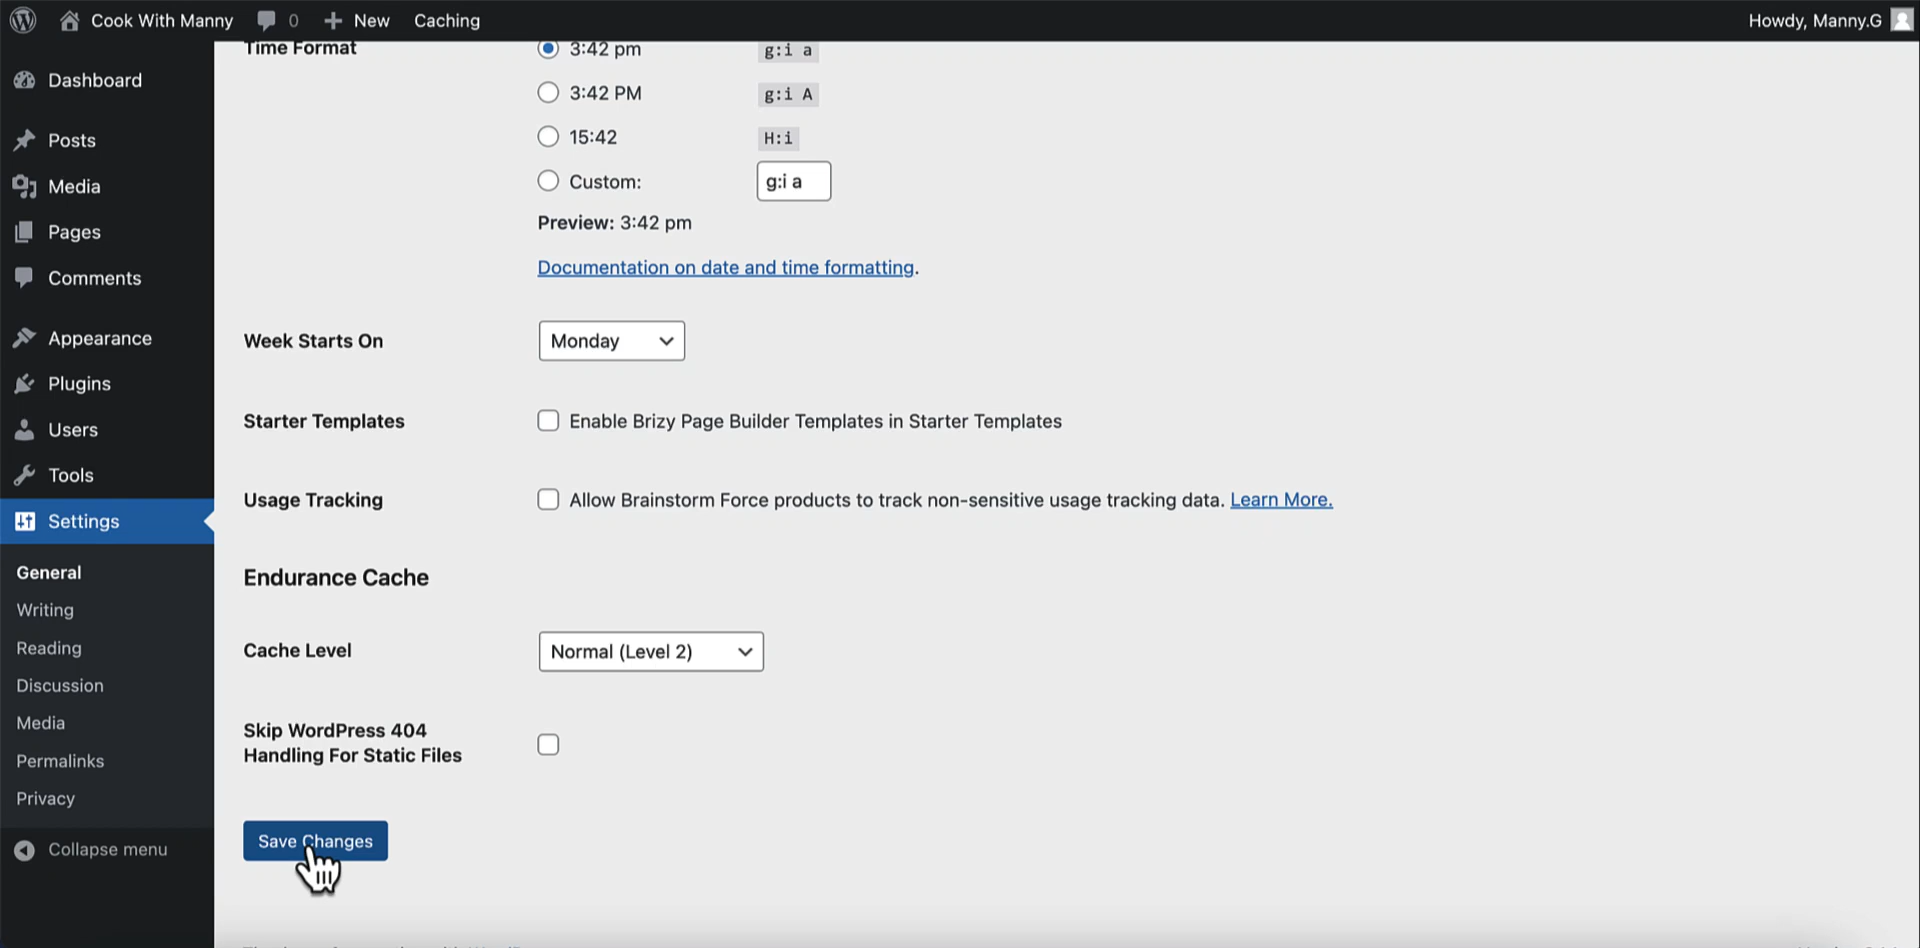 Cook With Manny 0 New Caching Howdy, Manny.G
Dashboard
Posts
Media
Pages
Comments
Appearance
Plugins
Users
Tools
Settings
General
Writing
Reading
Discussion
Media
Permalinks
Privacy
Collapse menu
Time Format
3:42 pm g:i a
3:42 PM g:i A
15:42 H:i
Custom: g:i a
Preview: 3:42 pm
Documentation on date and time formatting.
Week Starts On Monday
Starter Templates Enable Brizy Page Builder Templates in Starter Templates
Usage Tracking Allow Brainstorm Force products to track non-sensitive usage tracking data. Learn More.
Endurance Cache
Cache Level Normal (Level 2)
Skip WordPress 404
Handling For Static Files
Save Changes